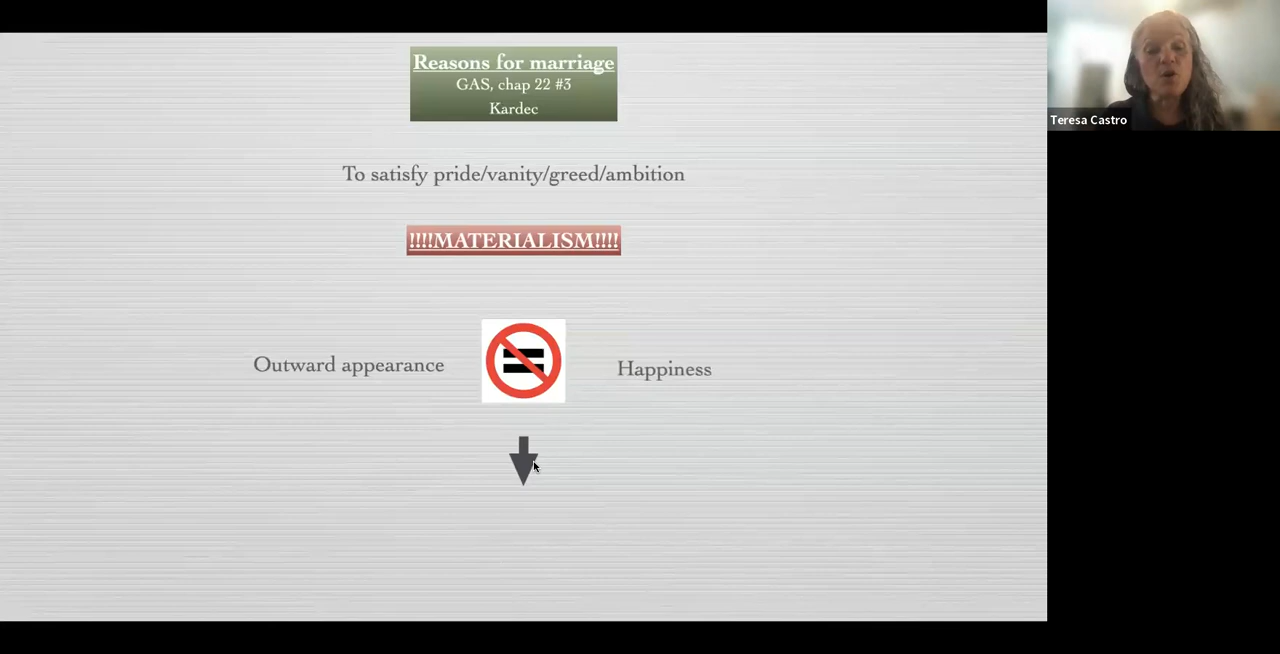 Reasons for marriage
GAS, chap 22 #3
Kardec
To satisfy pride/vanity/greed/ambition
!!!!MATERIALISM!!!!
Outward appearance
Happiness
Teresa Castro